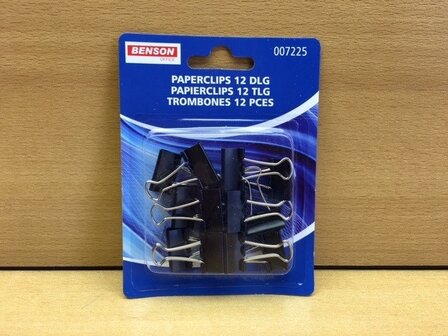 BENSON
OFFICE
007225
PAPERCLIPS 12 DLG
PAPIERCLIPS 12 TLG
TROMBONES 12 PCES